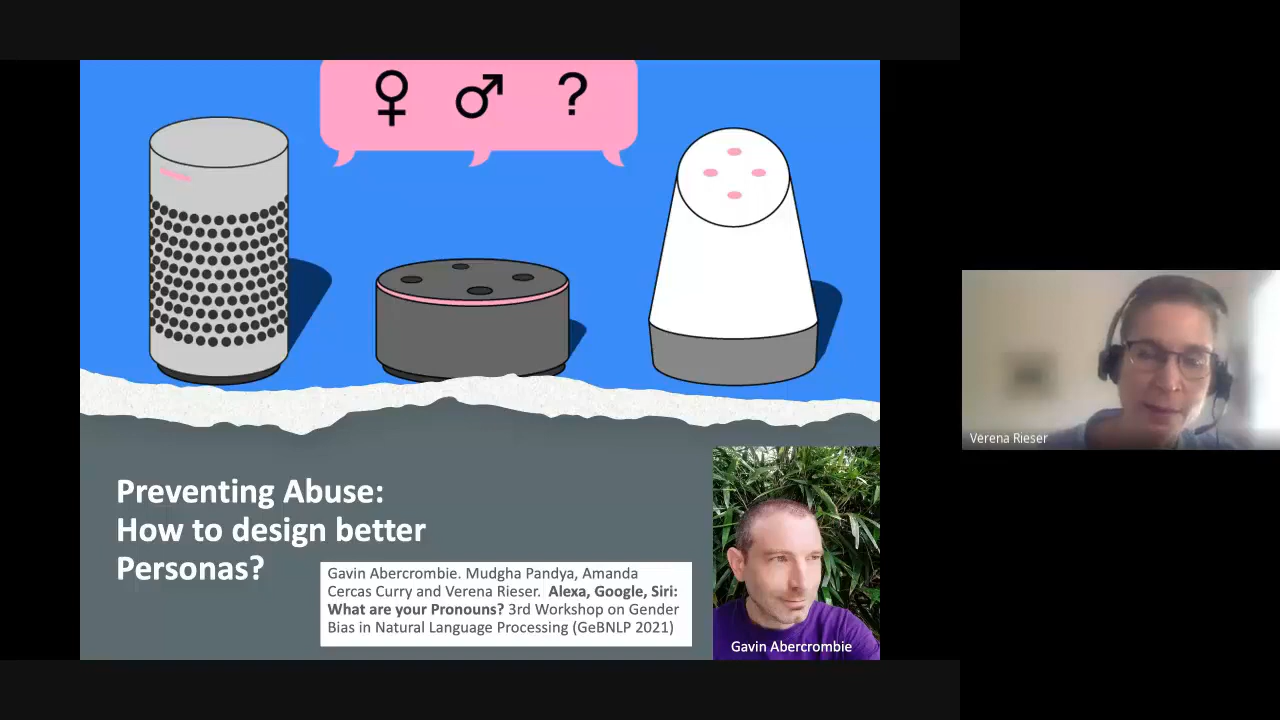 ♀ ♂ ?
Preventing Abuse:
How to design better
Personas?
Gavin Abercrombie. Mudgha Pandya, Amanda
Cercas Curry and Verena Rieser. Alexa, Google, Siri:
What are your Pronouns? 3rd Workshop on Gender
Bias in Natural Language Processing (GeBNLP 2021)
Gavin Abercrombie
Verena Rieser